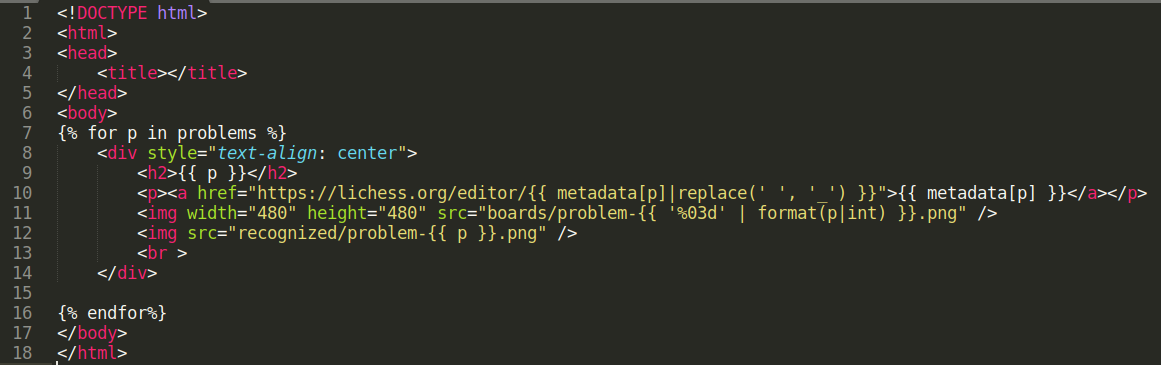 1 <!DOCTYPE html>
2 <html>
3 <head>
4     <title></title>
5 </head>
6 <body>
7 {% for p in problems %}
8     <div style="text-align: center">
9         <h2>{{ p }}</h2>
10         <p><a href="https://lichess.org/editor/{{ metadata[p]|replace(' ', '_') }}">{{ metadata[p] }}</a></p>
11         <img width="480" height="480" src="boards/problem-{{ '%03d' | format(p|int) }}.png" />
12         <img src="recognized/problem-{{ p }}.png" />
13         <br >
14     </div>
15
16 {% endfor%}
17 </body>
18 </html>